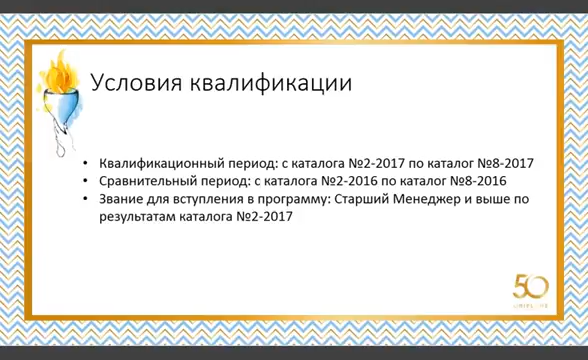 Условия квалификации
• Квалификационный период: с каталога №2-2017 по каталог №8-2017
• Сравнительный период: с каталога №2-2016 по каталог №8-2016
• Звание для вступления в программу: Старший Менеджер и выше по
результатам каталога №2-2017
50